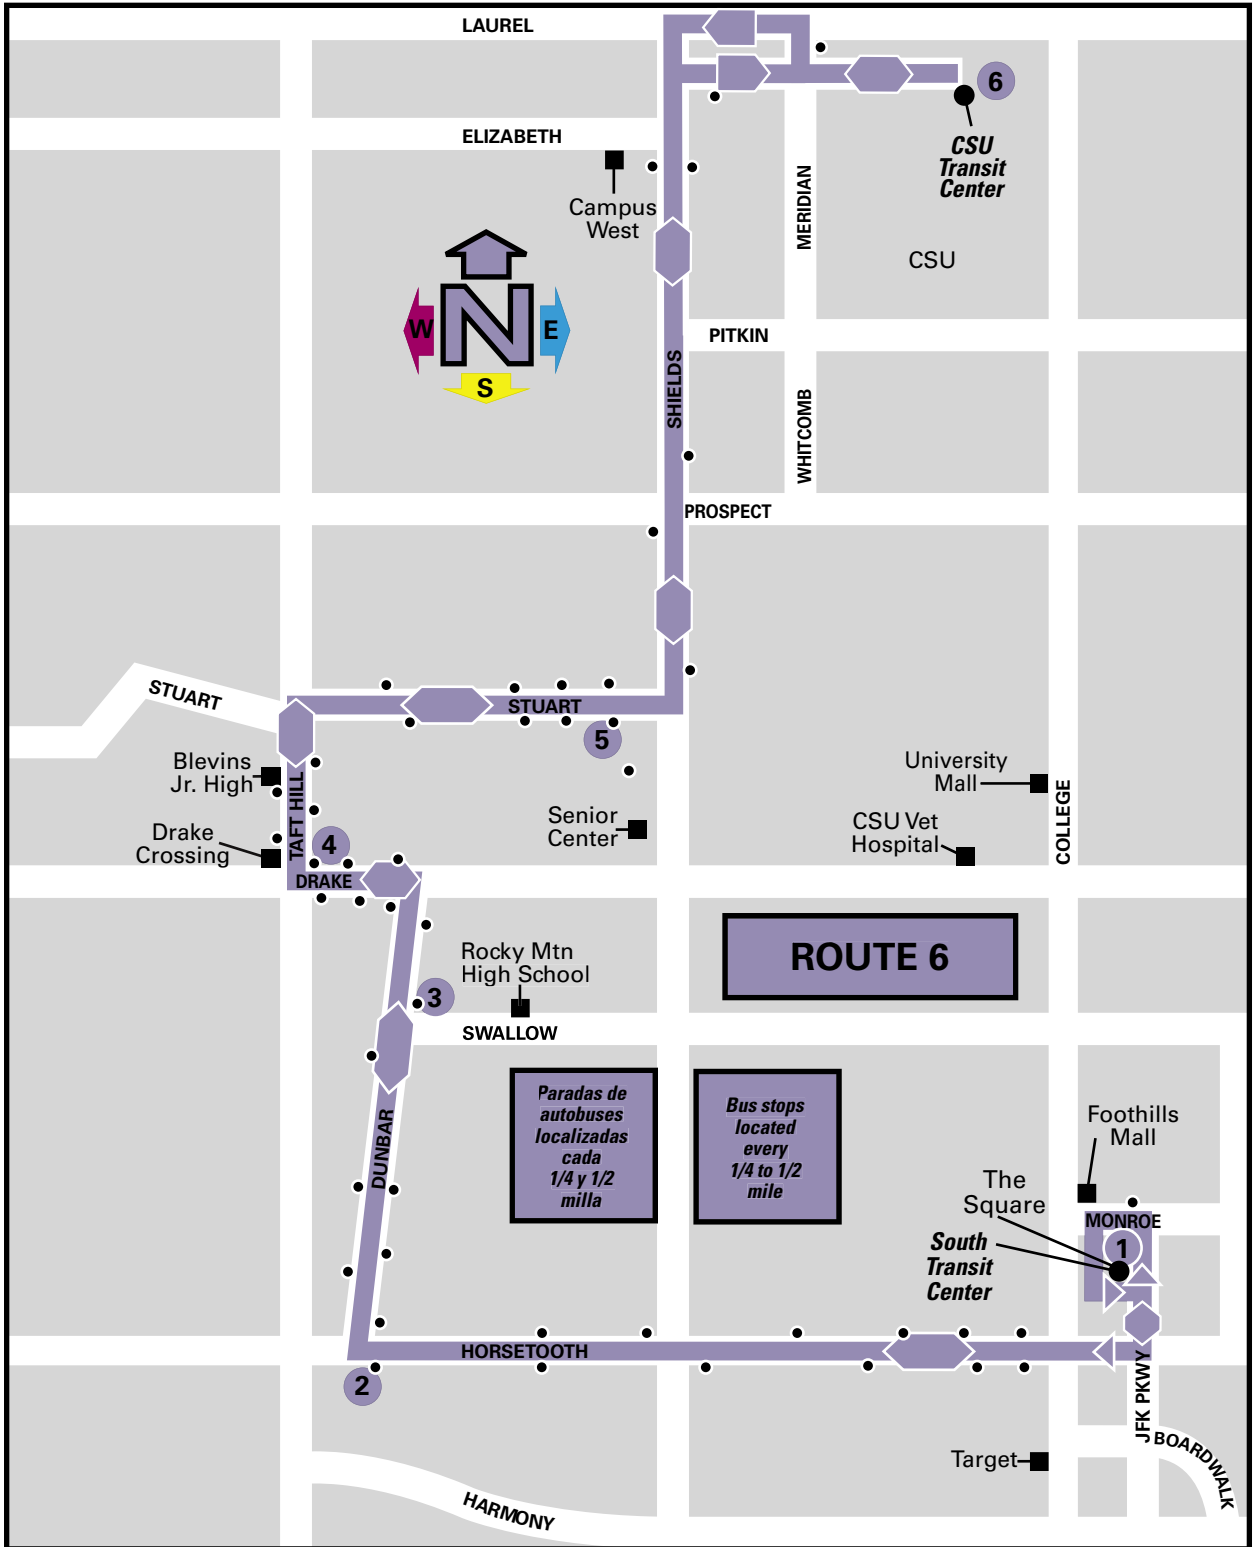 LAUREL
6
ELIZABETH
CSU
Transit
Center
Campus
West
MERIDIAN
CSU
N
W
E
S
PITKIN
SHIELDS
WHITCOMB
PROSPECT
STUART
STUART
5
Blevins
Jr. High
TAFT HILL
University
Mall
COLLEGE
Drake
Crossing
4
Senior
Center
CSU Vet
Hospital
DRAKE
ROUTE 6
Rocky Mtn
High School
3
SWALLOW
Paradas de
autobuses
localizadas
cada
1/4 y 1/2
milla
Bus stops
located
every
1/4 to 1/2
mile
DUNBAR
Foothills
Mall
The
Square
MONROE
South
Transit
Center
1
HORSETOOTH
2
JFK PKWY
Target
BOARDWALK
HARMONY